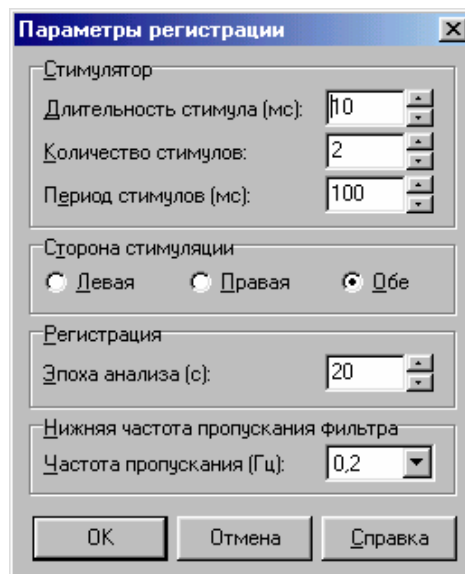 Параметры регистрации
Стимулятор
Длительность стимула (мс): 10
Количество стимулов: 2
Период стимулов (мс): 100
Сторона стимуляции
Левая Правая Обе
Регистрация
Эпоха анализа (с): 20
Нижняя частота пропускания фильтра
Частота пропускания (Гц): 0,2
ОК Отмена Справка